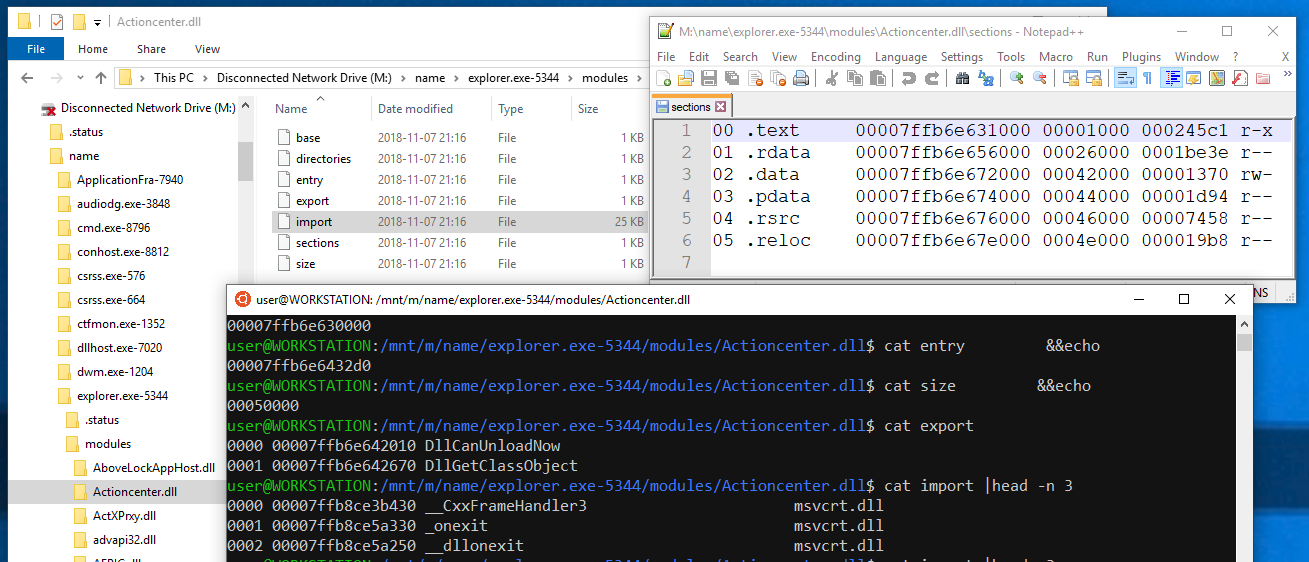 Actioncenter.dll
File Home Share View
This PC Disconnected Network Drive (M:) name explorer.exe-5344 modules
Disconnected Network Drive (M:)
.status
name
ApplicationFra-7940
audiodg.exe-3848
cmd.exe-8796
conhost.exe-8812
csrss.exe-576
csrss.exe-664
ctfmon.exe-1352
dllhost.exe-7020
dwm.exe-1204
explorer.exe-5344
.status
modules
AboveLockAppHost.dll
Actioncenter.dll
ActXPrxy.dll
advapi32.dll
Name Date modified Type Size
base 2018-11-07 21:16 File 1 KB
directories 2018-11-07 21:16 File 1 KB
entry 2018-11-07 21:16 File 1 KB
export 2018-11-07 21:16 File 1 KB
import 2018-11-07 21:16 File 25 KB
sections 2018-11-07 21:16 File 1 KB
size 2018-11-07 21:16 File 1 KB
M:\name\explorer.exe-5344\modules\Actioncenter.dll\sections - Notepad++
File Edit Search View Encoding Language Settings Tools Macro Run Plugins Window ? X
sections
1 00 .text 00007ffb6e631000 00001000 000245c1 r-x
2 01 .rdata 00007ffb6e656000 00026000 0001be3e r--
3 02 .data 00007ffb6e672000 00042000 00001370 rw-
4 03 .pdata 00007ffb6e674000 00044000 00001d94 r--
5 04 .rsrc 00007ffb6e676000 00046000 00007458 r--
6 05 .reloc 00007ffb6e67e000 0004e000 000019b8 r--
7
NS
user@WORKSTATION: /mnt/m/name/explorer.exe-5344/modules/Actioncenter.dll
00007ffb6e630000
user@WORKSTATION:/mnt/m/name/explorer.exe-5344/modules/Actioncenter.dll$ cat entry &&echo
00007ffb6e6432d0
user@WORKSTATION:/mnt/m/name/explorer.exe-5344/modules/Actioncenter.dll$ cat size &&echo
00050000
user@WORKSTATION:/mnt/m/name/explorer.exe-5344/modules/Actioncenter.dll$ cat export
0000 00007ffb6e642010 DllCanUnloadNow
0001 00007ffb6e642670 DllGetClassObject
user@WORKSTATION:/mnt/m/name/explorer.exe-5344/modules/Actioncenter.dll$ cat import |head -n 3
0000 00007ffb8ce3b430 __CxxFrameHandler3 msvcrt.dll
0001 00007ffb8ce5a330 _onexit msvcrt.dll
0002 00007ffb8ce5a250 __dllonexit msvcrt.dll